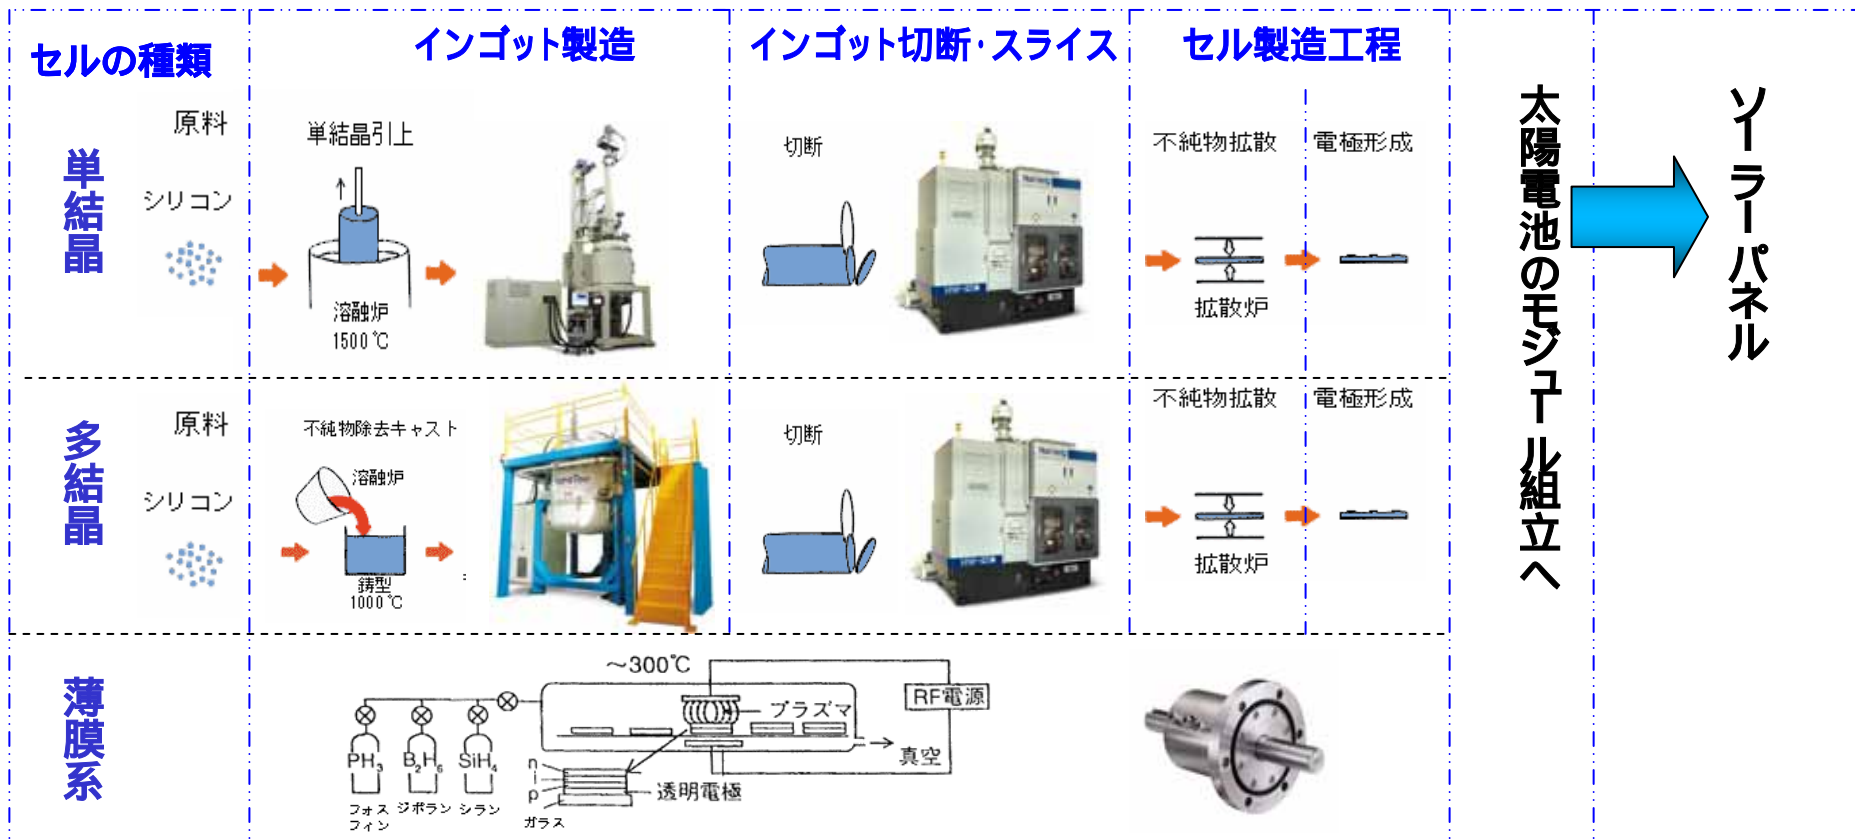 セルの種類
インゴット製造
インゴット切断・スライス
セル製造工程
単結晶
原料
シリコン
単結晶引上
溶融炉
1500℃
切断
不純物拡散
電極形成
拡散炉
多結晶
原料
シリコン
不純物除去キャスト
溶融炉
鋳型
1000℃
切断
不純物拡散
電極形成
拡散炉
薄膜系
PH₃
B₂H₆
SiH₄
フォス
フィン
ジボラン
シラン
～300℃
プラズマ
RF電源
真空
n
i
p
ガラス
透明電極
太陽電池のモジュール組立へ
ソーラーパネル